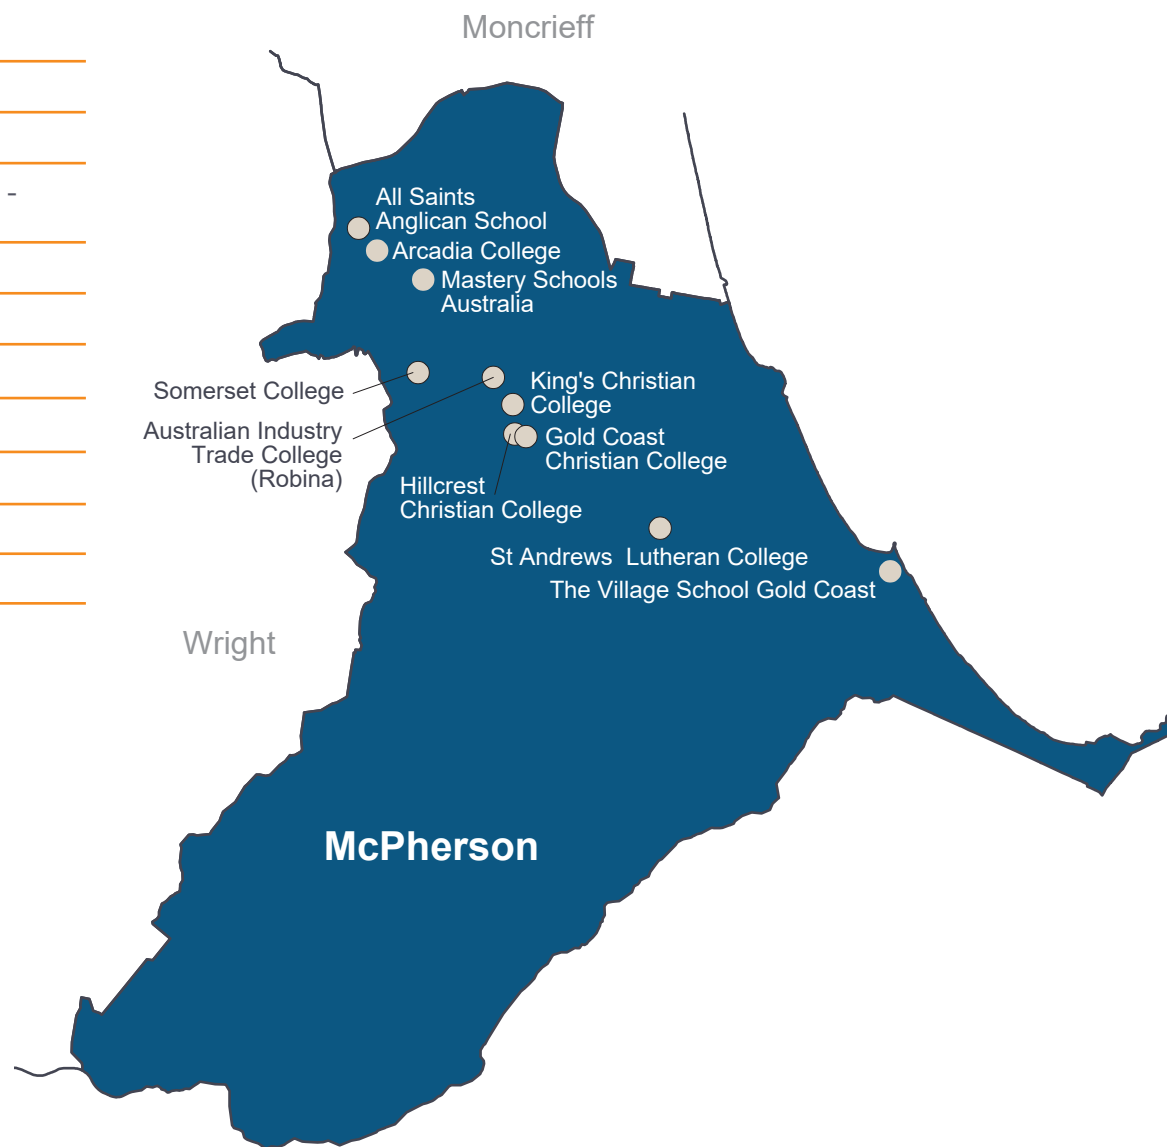 Moncrieff
-
All Saints
Anglican School
Arcadia College
Mastery Schools
Australia
Somerset College
King's Christian
College
Australian Industry
Trade College
(Robina)
Gold Coast
Christian College
Hillcrest
Christian College
St Andrews Lutheran College
The Village School Gold Coast
Wright
McPherson